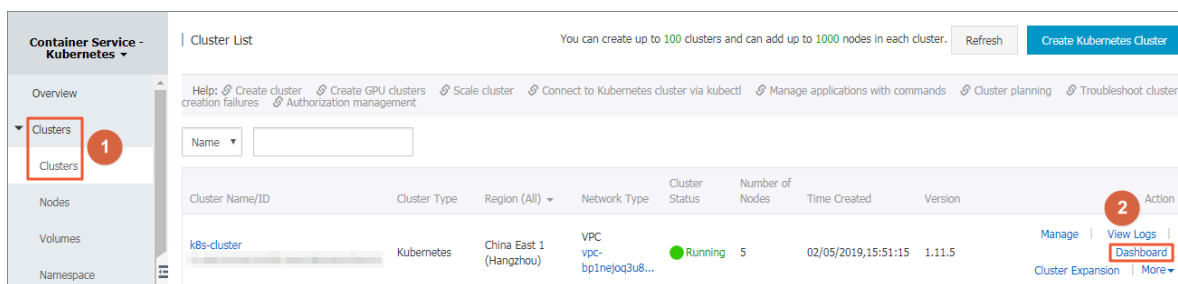 Container Service - Kubernetes
Cluster List
You can create up to 100 clusters and can add up to 1000 nodes in each cluster.
Refresh
Create Kubernetes Cluster
Overview
Clusters
1
Clusters
Nodes
Volumes
Namespace
Help: Create cluster Create GPU clusters Scale cluster Connect to Kubernetes cluster via kubectl Manage applications with commands Cluster planning Troubleshoot cluster
creation failures Authorization management
Name
Cluster Name/ID Cluster Type Region (All) Network Type Cluster Status Number of Nodes Time Created Version Action
2
k8s-cluster
Kubernetes
China East 1
(Hangzhou)
VPC
vpc-
bp1nejoq3u8...
Running
5
02/05/2019,15:51:15
1.11.5
Manage | View Logs |
Dashboard
Cluster Expansion | More